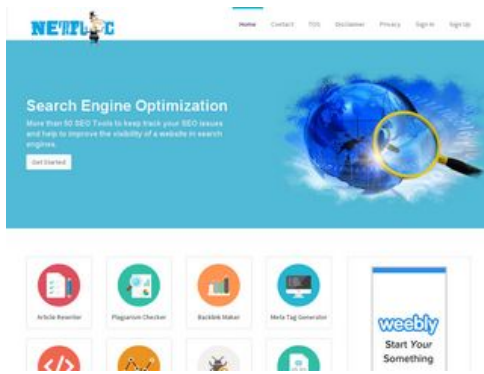 Home Contact TOS Disclaimer Privacy Sign In Sign Up
Search Engine Optimization
More than 50 SEO Tools to keep track your SEO issues
and help to improve the visibility of a website in search
engines.
Get Started
Article Rewriter Plagiarism Checker Backlink Maker Meta Tag Generator
weebly
Start Your
Something